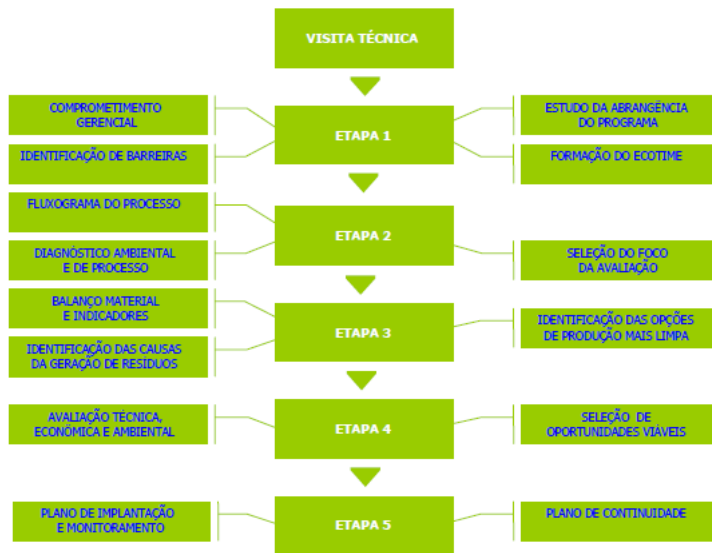 VISITA TÉCNICA
COMPROMETIMENTO
GERENCIAL
ETAPA 1
ESTUDO DA ABRANGÊNCIA
DO PROGRAMA
IDENTIFICAÇÃO DE BARREIRAS
FORMAÇÃO DO ECOTIME
FLUXOGRAMA DO PROCESSO
ETAPA 2
DIAGNÓSTICO AMBIENTAL
E DE PROCESSO
SELEÇÃO DO FOCO
DA AVALIAÇÃO
BALANÇO MATERIAL
E INDICADORES
ETAPA 3
IDENTIFICAÇÃO DAS OPÇÕES
DE PRODUÇÃO MAIS LIMPA
IDENTIFICAÇÃO DAS CAUSAS
DA GERAÇÃO DE RESÍDUOS
AVALIAÇÃO TÉCNICA,
ECONÔMICA E AMBIENTAL
ETAPA 4
SELEÇÃO DE
OPORTUNIDADES VIÁVEIS
PLANO DE IMPLANTAÇÃO
E MONITORAMENTO
ETAPA 5
PLANO DE CONTINUIDADE